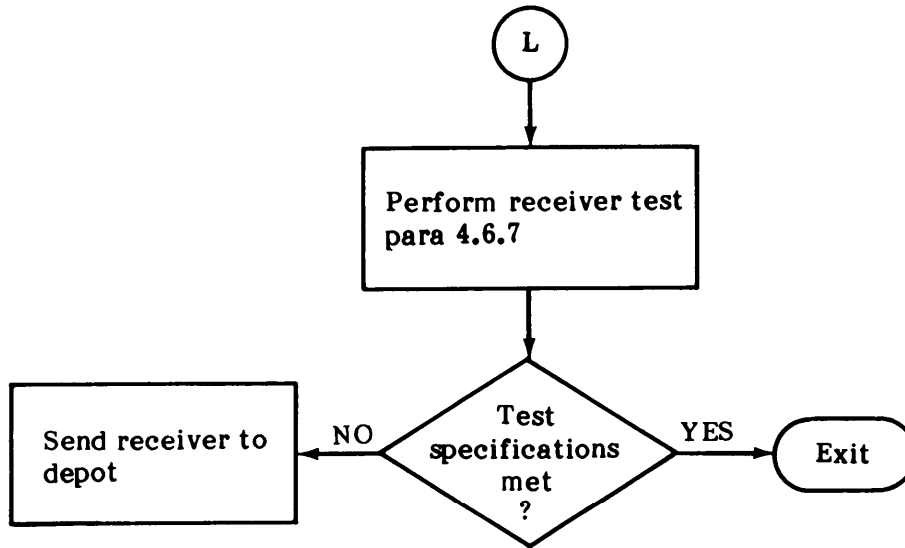 L
Perform receiver test
para 4.6.7
Test
specifications
met
?
NO
YES
Send receiver to
depot
Exit